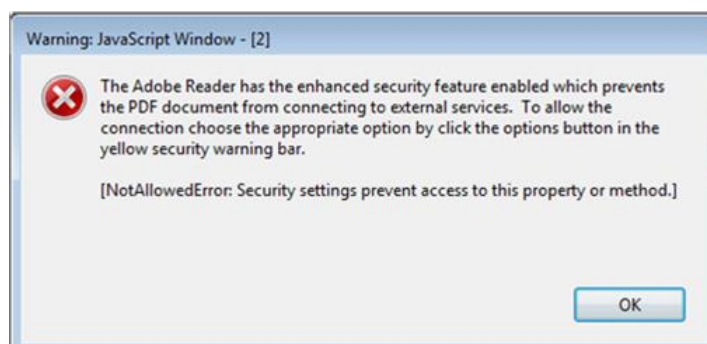 Warning: JavaScript Window - [2]
The Adobe Reader has the enhanced security feature enabled which prevents
the PDF document from connecting to external services.  To allow the
connection choose the appropriate option by click the options button in the
yellow security warning bar.
[NotAllowedError: Security settings prevent access to this property or method.]
OK